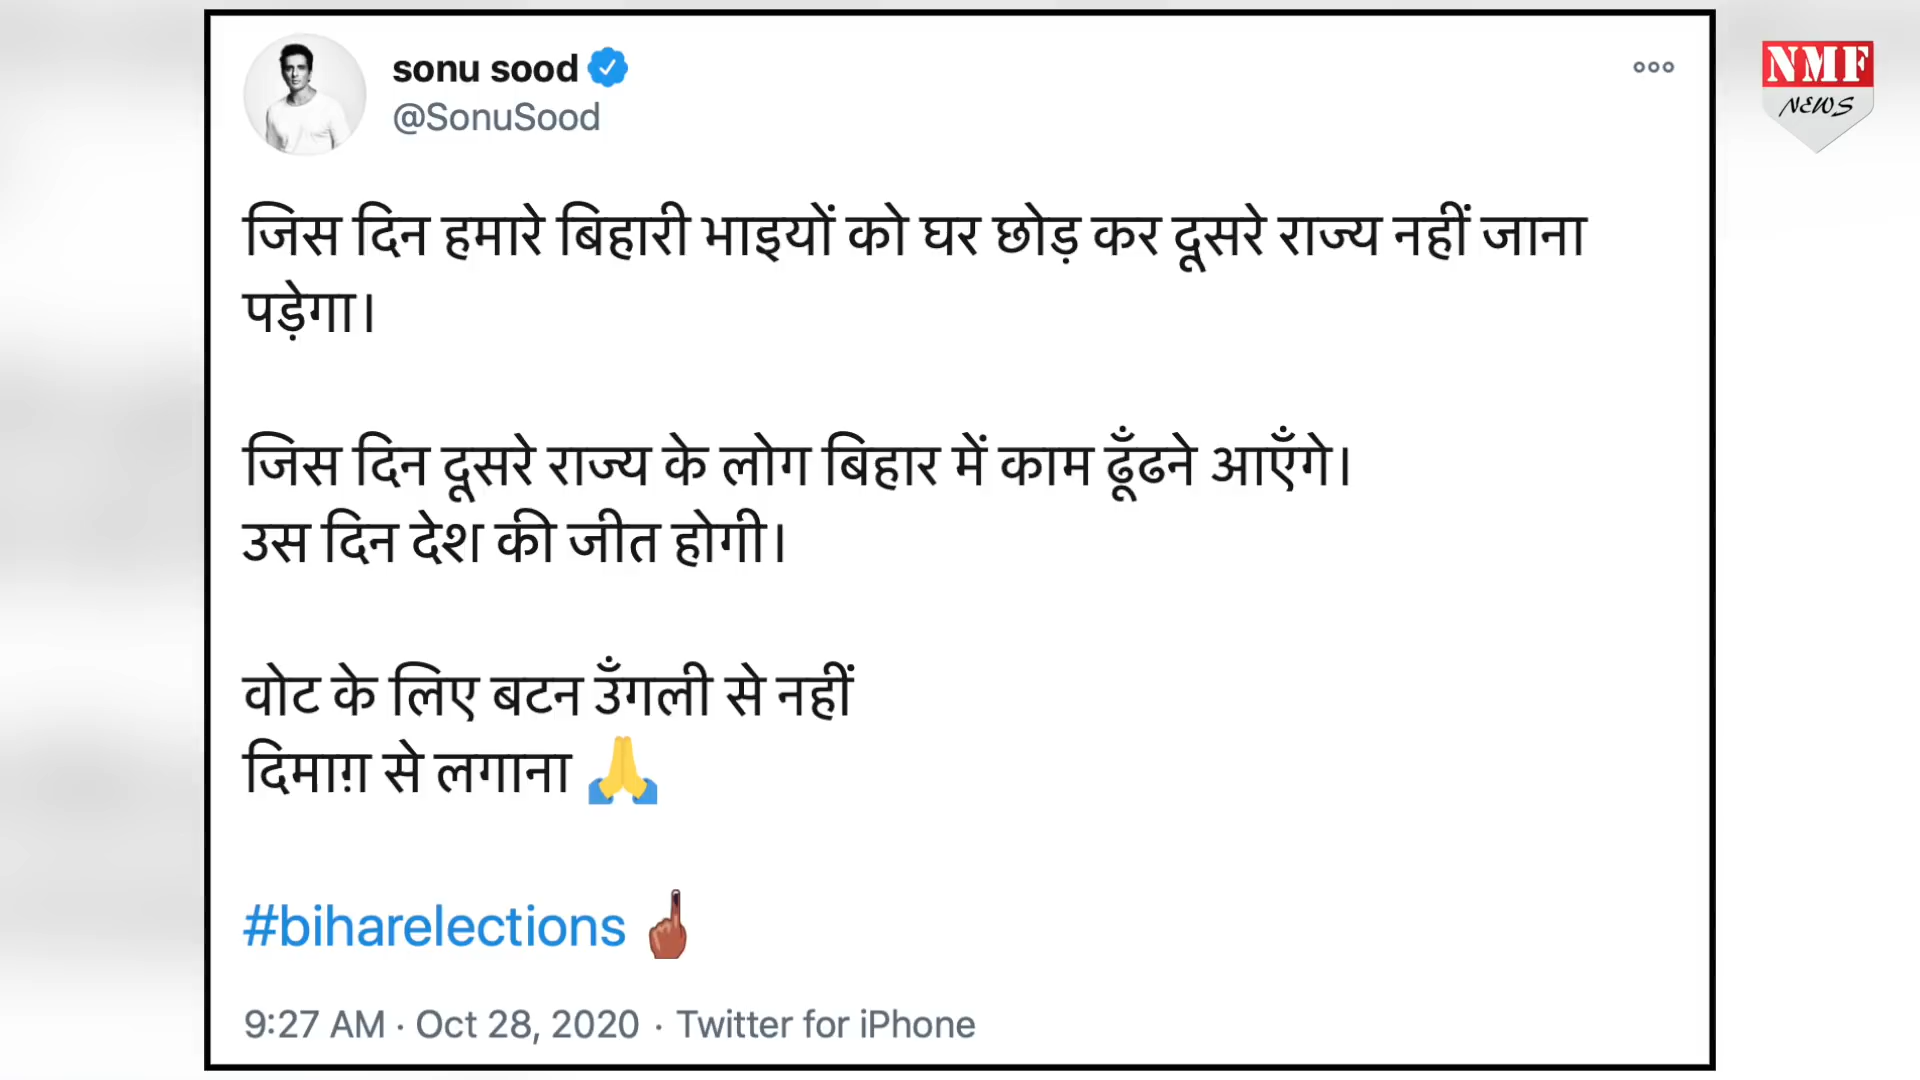 sonu sood
@SonuSood
NMF
NEWS
जिस दिन हमारे बिहारी भाइयों को घर छोड़ कर दूसरे राज्य नहीं जाना
पड़ेगा।
जिस दिन दूसरे राज्य के लोग बिहार में काम ढूँढने आएँगे।
उस दिन देश की जीत होगी।
वोट के लिए बटन उँगली से नहीं
दिमाग़ से लगाना 🙏
#biharelections
9:27 AM · Oct 28, 2020 · Twitter for iPhone